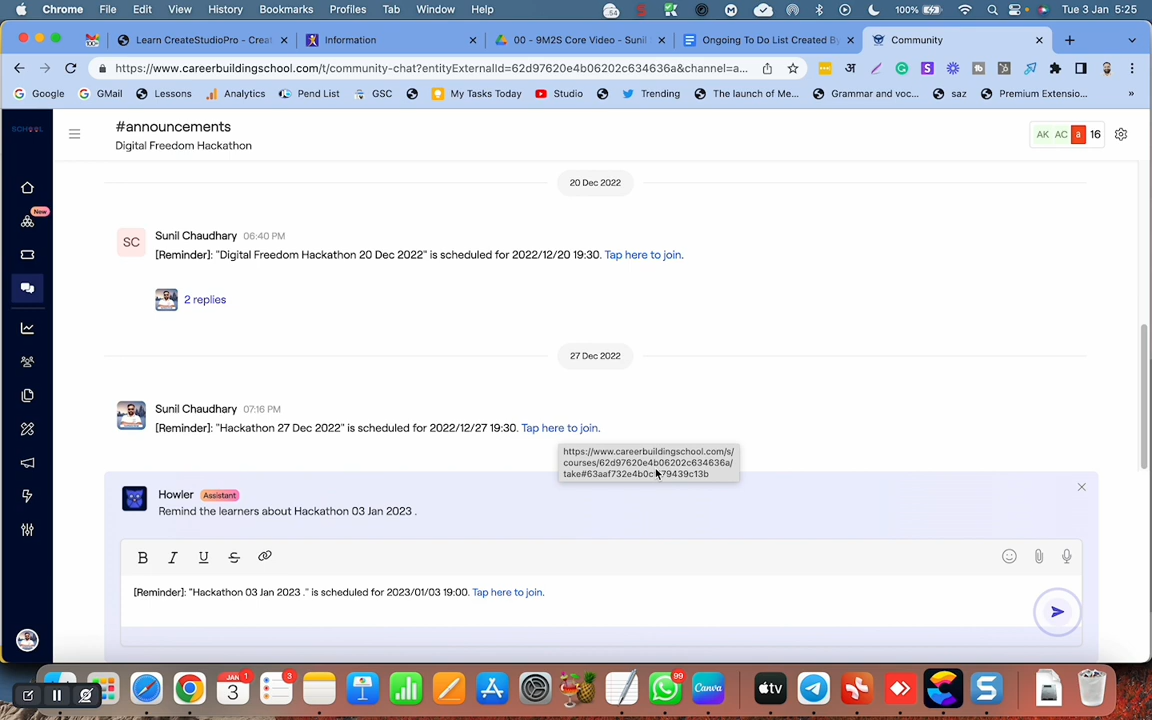 Chrome File Edit View History Bookmarks Profiles Tab Window Help 100% Tue 3 Jan 5:25
Learn CreateStudioPro - Creat Information 00 - 9M2S Core Video - Sunil Ongoing To Do List Created By Community
https://www.careerbuildingschool.com/t/community-chat?entityExternalId=62d97620e4b06202c634636a&channel=a...
Google GMail Lessons Analytics Pend List GSC My Tasks Today Studio Trending The launch of Me... Grammar and voc... saz Premium Extensio... »
SCHOOL
#announcements
Digital Freedom Hackathon
AK AC a 16
New
20 Dec 2022
SC
Sunil Chaudhary 06:40 PM
[Reminder]: "Digital Freedom Hackathon 20 Dec 2022" is scheduled for 2022/12/20 19:30. Tap here to join.
2 replies
27 Dec 2022
Sunil Chaudhary 07:16 PM
[Reminder]: "Hackathon 27 Dec 2022" is scheduled for 2022/12/27 19:30. Tap here to join.
https://www.careerbuildingschool.com/s/
courses/62d97620e4b06202c634636a/
Howler Assistant
Remind the learners about Hackathon 03 Jan 2023 .
B I U S
[Reminder]: "Hackathon 03 Jan 2023 ." is scheduled for 2023/01/03 19:00. Tap here to join.
JAN 1
3
3
99
Canva
tv
S